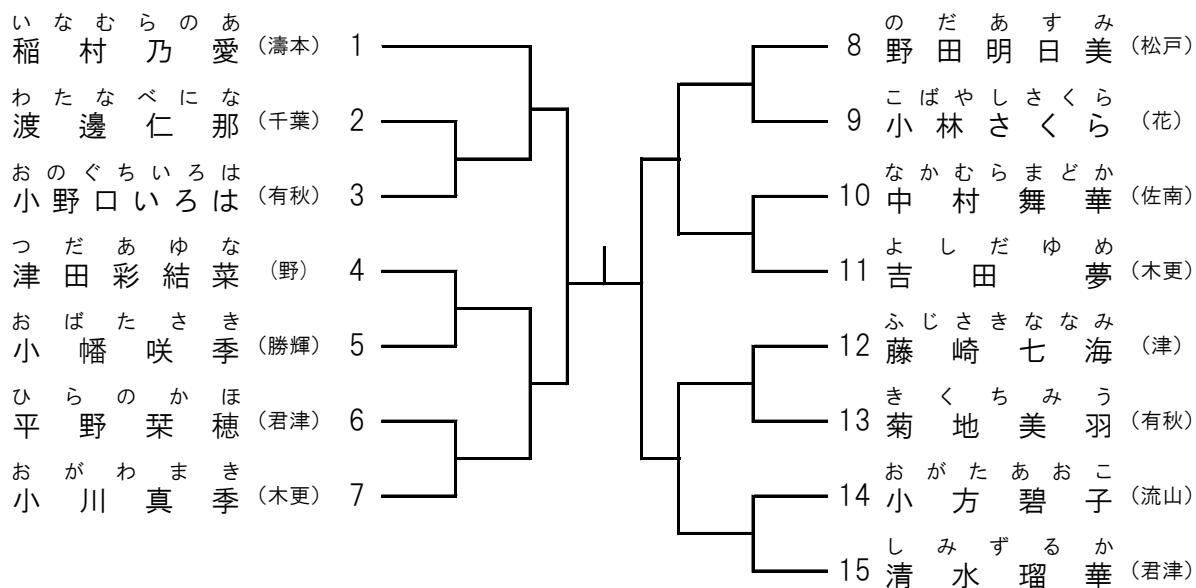 いなむらのあ
稲村乃愛 (濤本) 1
わたなべにな
渡邊仁那 (千葉) 2
おのぐちいろは
小野口いろは (有秋) 3
つだあゆな
津田彩結菜 (野) 4
おばたさき
小幡咲季 (勝輝) 5
ひらのかほ
平野栞穂 (君津) 6
おがわまき
小川真季 (木更) 7
のだあすみ
8 野田明日美 (松戸)
こばやしさくら
9 小林さくら (花)
なかむらまどか
10 中村舞華 (佐南)
よしだゆめ
11 吉田夢 (木更)
ふじさきななみ
12 藤崎七海 (津)
きくちみう
13 菊地美羽 (有秋)
おがたあおこ
14 小方碧子 (流山)
しみずるか
15 清水瑠華 (君津)